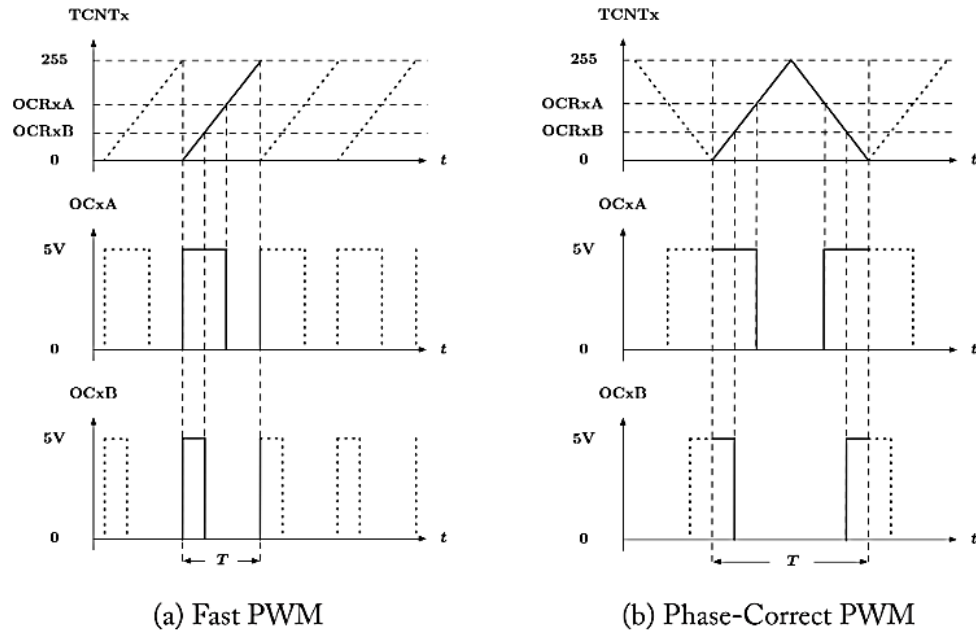 TCNTx
255
OCRxA
OCRxB
0
t
OCxA
5V
0
t
OCxB
5V
0
t
T
(a) Fast PWM
TCNTx
255
OCRxA
OCRxB
0
t
OCxA
5V
0
t
OCxB
5V
0
t
T
(b) Phase-Correct PWM